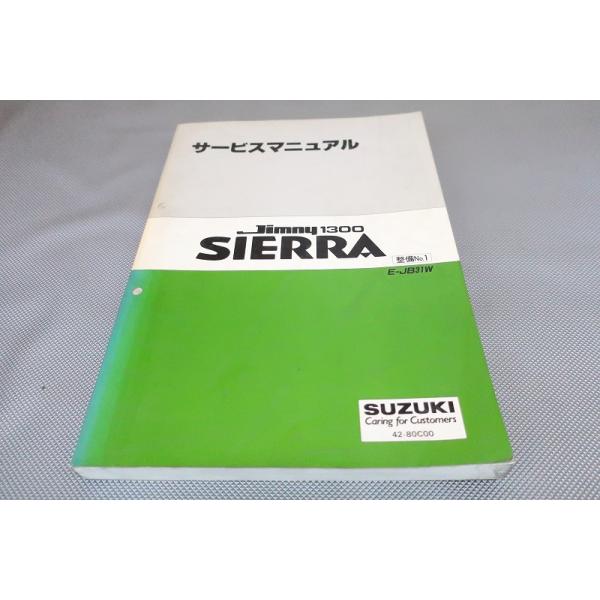 サービスマニュアル
Jimny 1300
SIERRA
整備No.1
E-JB31W
SUZUKI
Caring for Customers
42-80C00